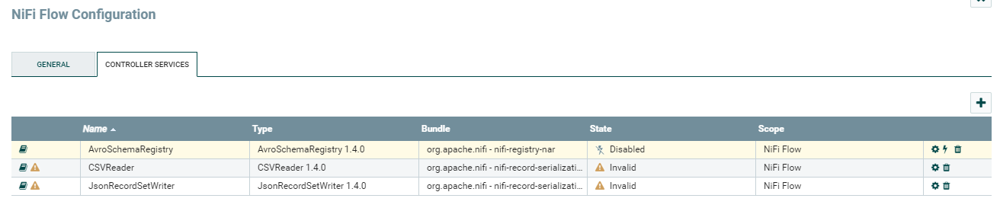 NiFi Flow Configuration
GENERAL CONTROLLER SERVICES
Name Type Bundle State Scope
AvroSchemaRegistry AvroSchemaRegistry 1.4.0 org.apache.nifi - nifi-registry-nar Disabled NiFi Flow
CSVReader CSVReader 1.4.0 org.apache.nifi - nifi-record-serializati... Invalid NiFi Flow
JsonRecordSetWriter JsonRecordSetWriter 1.4.0 org.apache.nifi - nifi-record-serializati... Invalid NiFi Flow